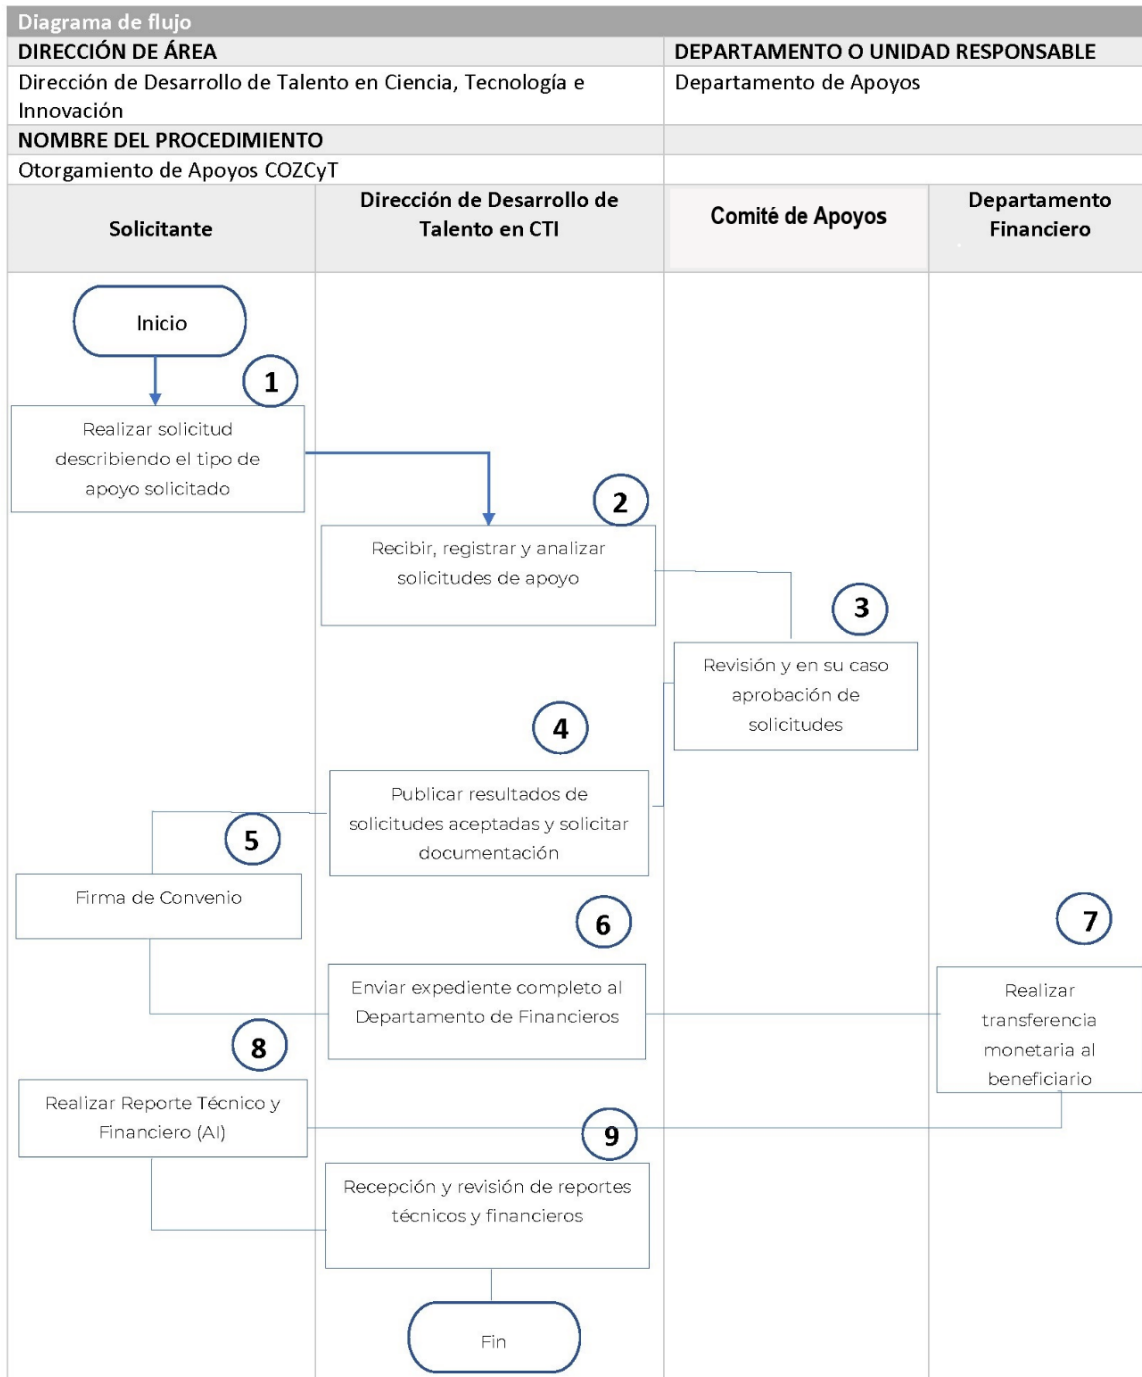 Diagrama de flujo
DIRECCIÓN DE ÁREA
DEPARTAMENTO O UNIDAD RESPONSABLE
Dirección de Desarrollo de Talento en Ciencia, Tecnología e
Innovación
Departamento de Apoyos
NOMBRE DEL PROCEDIMIENTO
Otorgamiento de Apoyos COZCyT
Solicitante
Dirección de Desarrollo de
Talento en CTI
Comité de Apoyos
Departamento
Financiero
Inicio
1
Realizar solicitud
describiendo el tipo de
apoyo solicitado
2
Recibir, registrar y analizar
solicitudes de apoyo
3
Revisión y en su caso
aprobación de
solicitudes
4
Publicar resultados de
solicitudes aceptadas y solicitar
documentación
5
Firma de Convenio
6
Enviar expediente completo al
Departamento de Financieros
7
Realizar
transferencia
monetaria al
beneficiario
8
Realizar Reporte Técnico y
Financiero (AI)
9
Recepción y revisión de reportes
técnicos y financieros
Fin